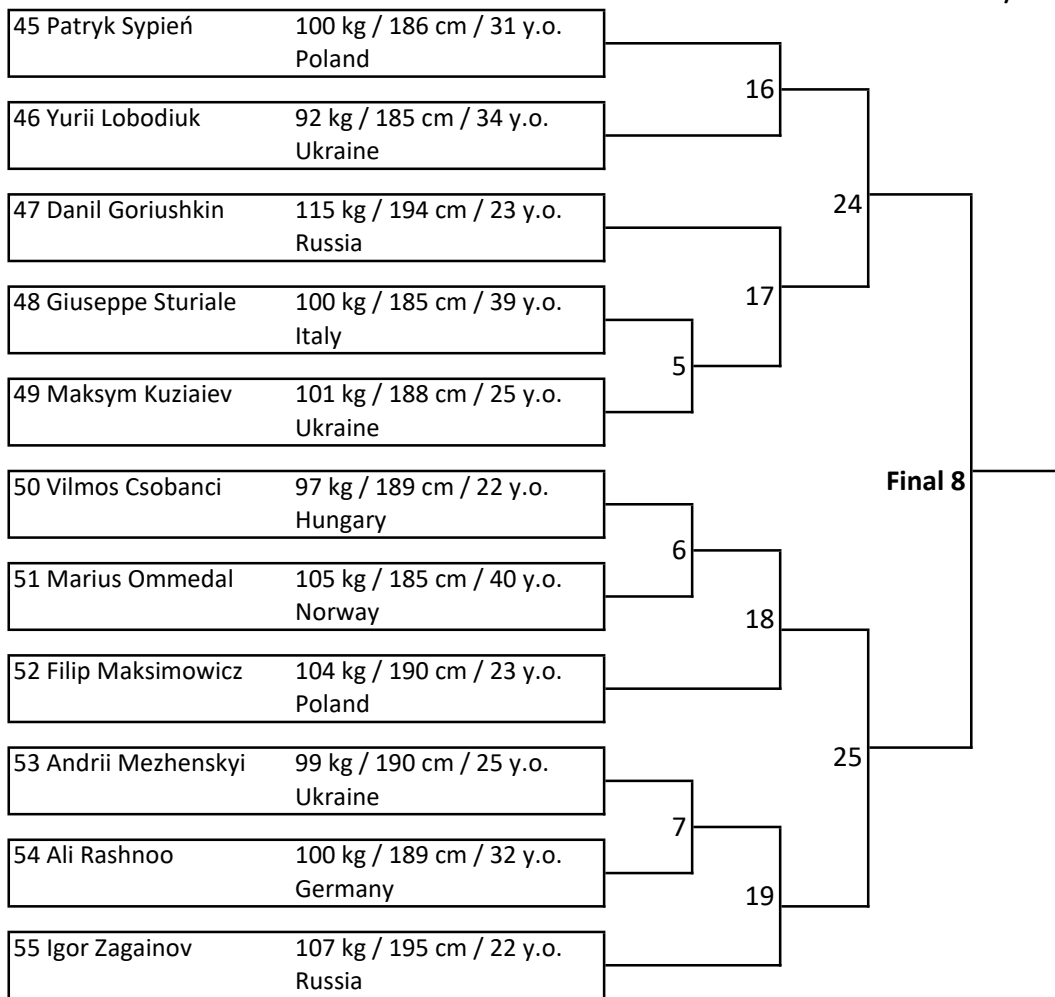 45 Patryk Sypień 100 kg / 186 cm / 31 y.o.
Poland
16
46 Yurii Lobodiuk 92 kg / 185 cm / 34 y.o.
Ukraine
47 Danil Goriushkin 115 kg / 194 cm / 23 y.o.
Russia
24
48 Giuseppe Sturiale 100 kg / 185 cm / 39 y.o.
Italy
17
5
49 Maksym Kuziaiev 101 kg / 188 cm / 25 y.o.
Ukraine
50 Vilmos Csobanci 97 kg / 189 cm / 22 y.o.
Hungary
Final 8
6
51 Marius Ommedal 105 kg / 185 cm / 40 y.o.
Norway
18
52 Filip Maksimowicz 104 kg / 190 cm / 23 y.o.
Poland
53 Andrii Mezhenskyi 99 kg / 190 cm / 25 y.o.
Ukraine
25
7
54 Ali Rashnoo 100 kg / 189 cm / 32 y.o.
Germany
19
55 Igor Zagainov 107 kg / 195 cm / 22 y.o.
Russia